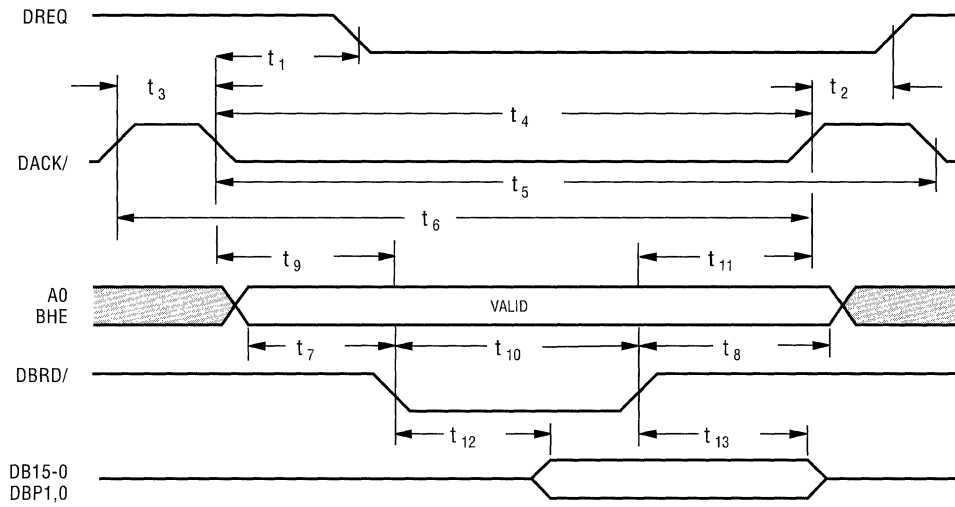 DREQ
t1
t3
t2
t4
DACK/
t5
t6
t9
t11
A0
BHE
VALID
t7
t10
t8
DBRD/
t12
t13
DB15-0
DBP1,0